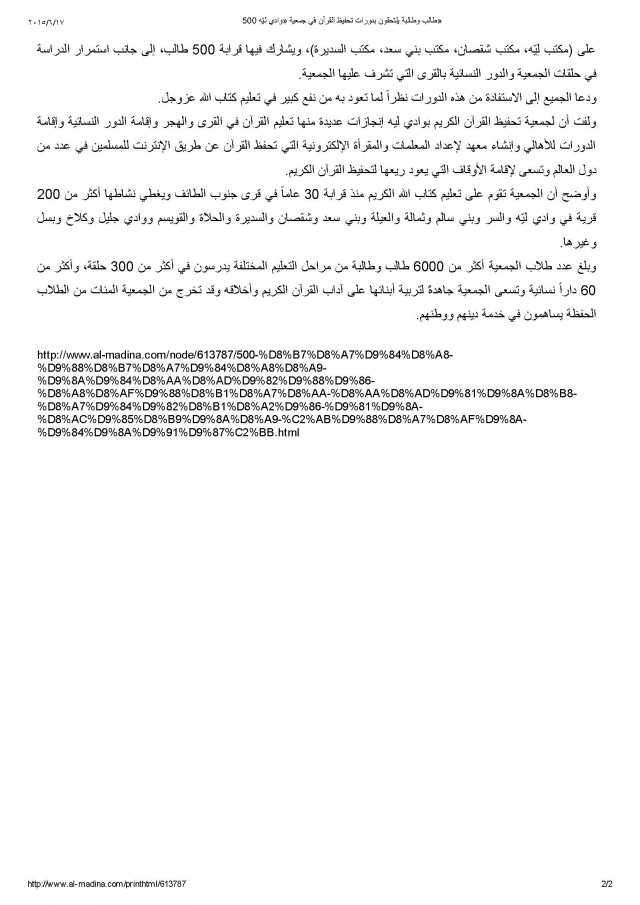 ٢٠١٥/٦/١٧
500 طالب وطالبة يلتحقون بدورات تحفيظ القرآن في جمعية «وادي ليّه»
على (مكتب لِيّه، مكتب شقصان، مكتب بني سعد، مكتب السديرة)، ويشارك فيها قرابة 500 طالب، إلى جانب استمرار الدراسة
في حلقات الجمعية والدور النسائية بالقرى التي تشرف عليها الجمعية.
ودعا الجميع إلى الاستفادة من هذه الدورات نظراً لما تعود به من نفع كبير في تعليم كتاب الله عزوجل.
ولفت أن لجمعية تحفيظ القرآن الكريم بوادي ليه إنجازات عديدة منها تعليم القرآن في القرى والهجر وإقامة الدور النسائية وإقامة
الدورات للأهالي وإنشاء معهد لإعداد المعلمات والمقرأة الإلكترونية التي تحفظ القرآن عن طريق الإنترنت للمسلمين في عدد من
دول العالم وتسعى لإقامة الأوقاف التي يعود ريعها لتحفيظ القرآن الكريم.
وأوضح أن الجمعية تقوم على تعليم كتاب الله الكريم منذ قرابة 30 عاماً في قرى جنوب الطائف ويغطي نشاطها أكثر من 200
قرية في وادي ليّه والسر وبني سالم وثمالة والعيلة وبني سعد وشقصان والسديرة والحلاة والقويسم ووادي جليل وكلاخ وبسل
وغيرها.
وبلغ عدد طلاب الجمعية أكثر من 6000 طالب وطالبة من مراحل التعليم المختلفة يدرسون في أكثر من 300 حلقة، وأكثر من
60 داراً نسائية وتسعى الجمعية جاهدةً لتربية أبنائها على آداب القرآن الكريم وأخلاقه وقد تخرج من الجمعية المئات من الطلاب
الحفظة يساهمون في خدمة دينهم ووطنهم.
http://www.al-madina.com/node/613787/500-%D8%B7%D8%A7%D9%84%D8%A8-
%D9%88%D8%B7%D8%A7%D9%84%D8%A8%D8%A9-
%D9%8A%D9%84%D8%AA%D8%AD%D9%82%D9%88%D9%86-
%D8%A8%D8%AF%D9%88%D8%B1%D8%A7%D8%AA-%D8%AA%D8%AD%D9%81%D9%8A%D8%B8-
%D8%A7%D9%84%D9%82%D8%B1%D8%A2%D9%86-%D9%81%D9%8A-
%D8%AC%D9%85%D8%B9%D9%8A%D8%A9-%C2%AB%D9%88%D8%A7%D8%AF%D9%8A-
%D9%84%D9%8A%D9%91%D9%87%C2%BB.html
http://www.al-madina.com/printhtml/613787
2/2